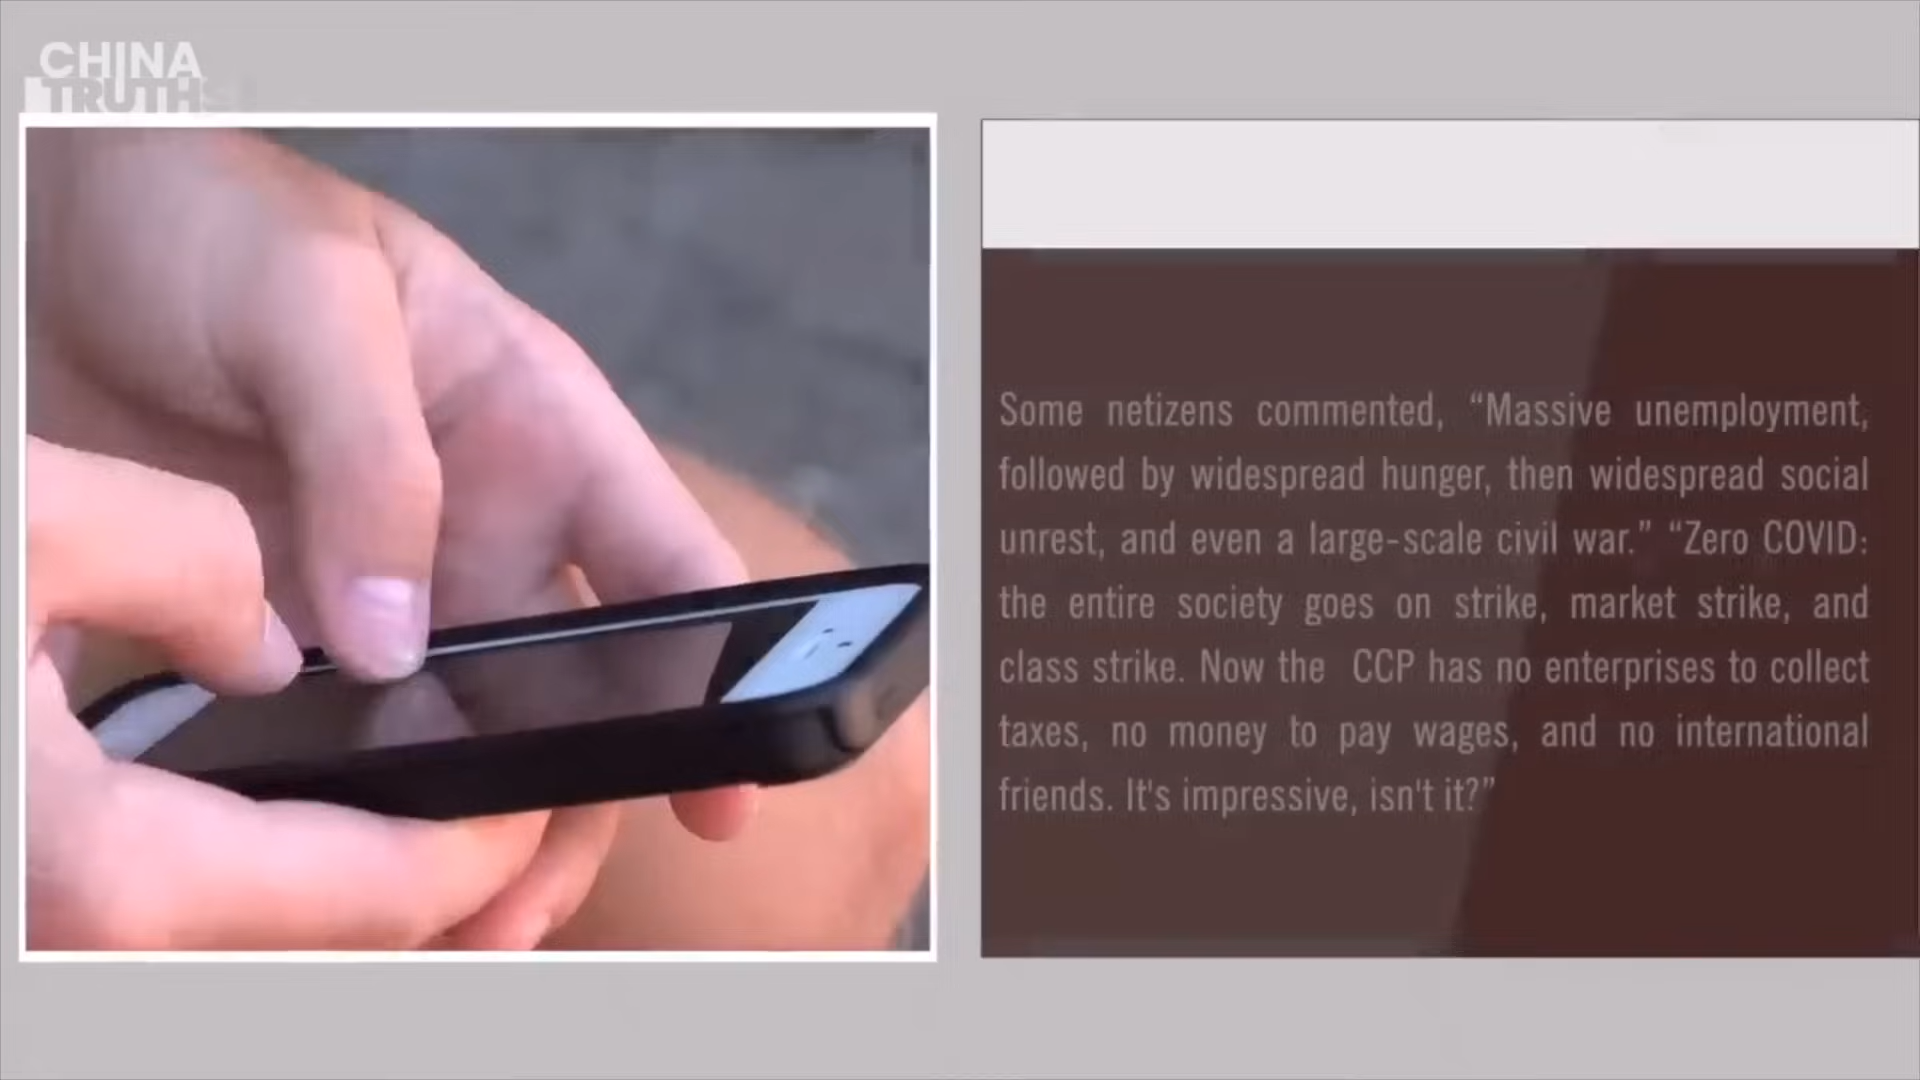 CHINA
TRUTHS
Some netizens commented, “Massive unemployment,
followed by widespread hunger, then widespread social
unrest, and even a large-scale civil war.” “Zero COVID:
the entire society goes on strike, market strike, and
class strike. Now the CCP has no enterprises to collect
taxes, no money to pay wages, and no international
friends. It's impressive, isn't it?”